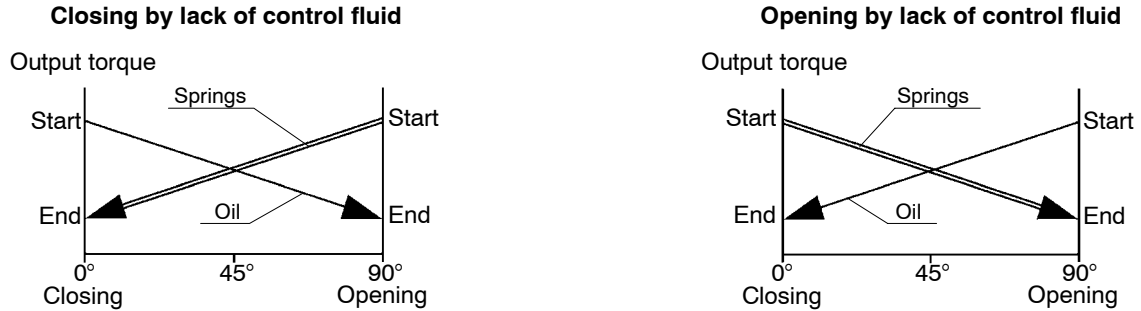 Closing by lack of control fluid
Output torque
Springs
Start
Start
End
Oil
End
0°
45°
90°
Closing
Opening
Opening by lack of control fluid
Output torque
Springs
Start
Start
End
Oil
End
0°
45°
90°
Closing
Opening